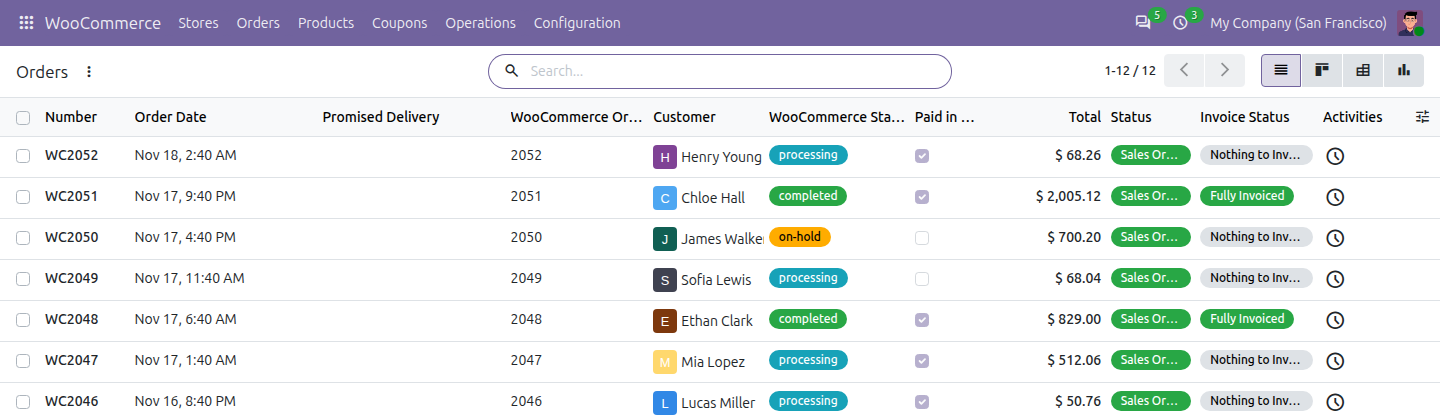 WooCommerce Stores Orders Products Coupons Operations Configuration 5 3 My Company (San Francisco)
Orders Search... 1-12 / 12
Number Order Date Promised Delivery WooCommerce Or... Customer WooCommerce Sta... Paid in ... Total Status Invoice Status Activities
WC2052 Nov 18, 2:40 AM 2052 H Henry Young processing $ 68.26 Sales Or... Nothing to Inv...
WC2051 Nov 17, 9:40 PM 2051 C Chloe Hall completed $ 2,005.12 Sales Or... Fully Invoiced
WC2050 Nov 17, 4:40 PM 2050 J James Walker on-hold $ 700.20 Sales Or... Nothing to Inv...
WC2049 Nov 17, 11:40 AM 2049 S Sofia Lewis processing $ 68.04 Sales Or... Nothing to Inv...
WC2048 Nov 17, 6:40 AM 2048 E Ethan Clark completed $ 829.00 Sales Or... Fully Invoiced
WC2047 Nov 17, 1:40 AM 2047 M Mia Lopez processing $ 512.06 Sales Or... Nothing to Inv...
WC2046 Nov 16, 8:40 PM 2046 L Lucas Miller processing $ 50.76 Sales Or... Nothing to Inv...